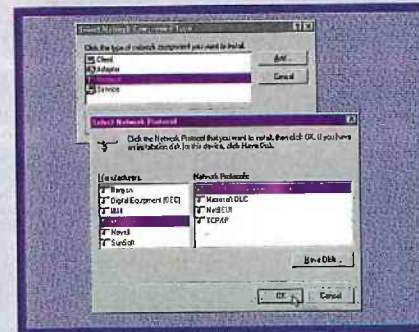 Select Network Component Type
Click the type of network component you want to install.
Client
Adapter
Service
Add...
Cancel
Select Network Protocol
Click the Network Protocol that you want to install, then click OK. If you have
an installation disk for this device, click Have Disk.
Manufacturers:
Banyan
Digital Equipment (DEC)
IBM
Novell
SunSoft
Network Protocols:
Microsoft DLC
NetBEUI
TCP/IP
Have Disk...
OK
Cancel